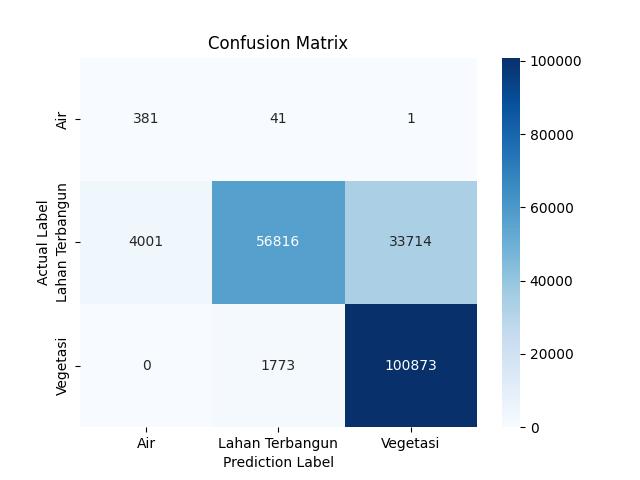 Confusion Matrix
Actual Label
Air
381 41 1
Lahan Terbangun
4001 56816 33714
Vegetasi
0 1773 100873
Air Lahan Terbangun Vegetasi
Prediction Label
100000
80000
60000
40000
20000
0